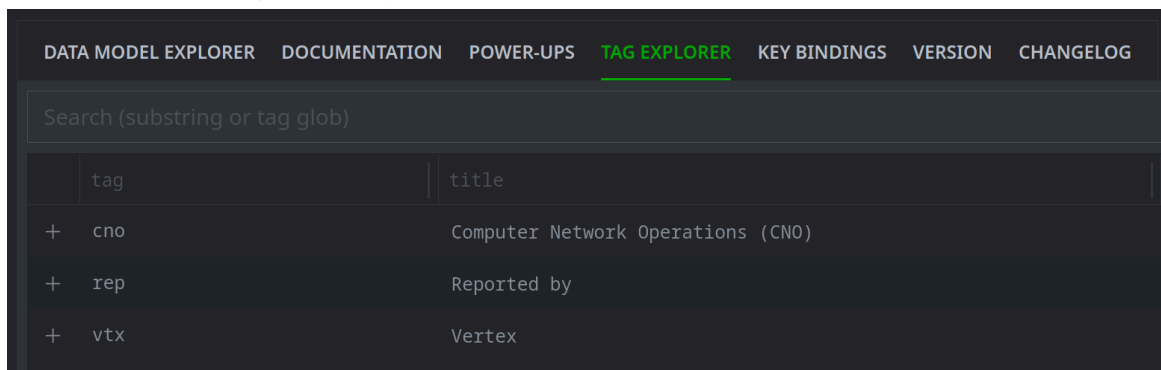 DATA MODEL EXPLORER DOCUMENTATION POWER-UPS TAG EXPLORER KEY BINDINGS VERSION CHANGELOG
Search (substring or tag glob)
tag title
+ cno Computer Network Operations (CNO)
+ rep Reported by
+ vtx Vertex